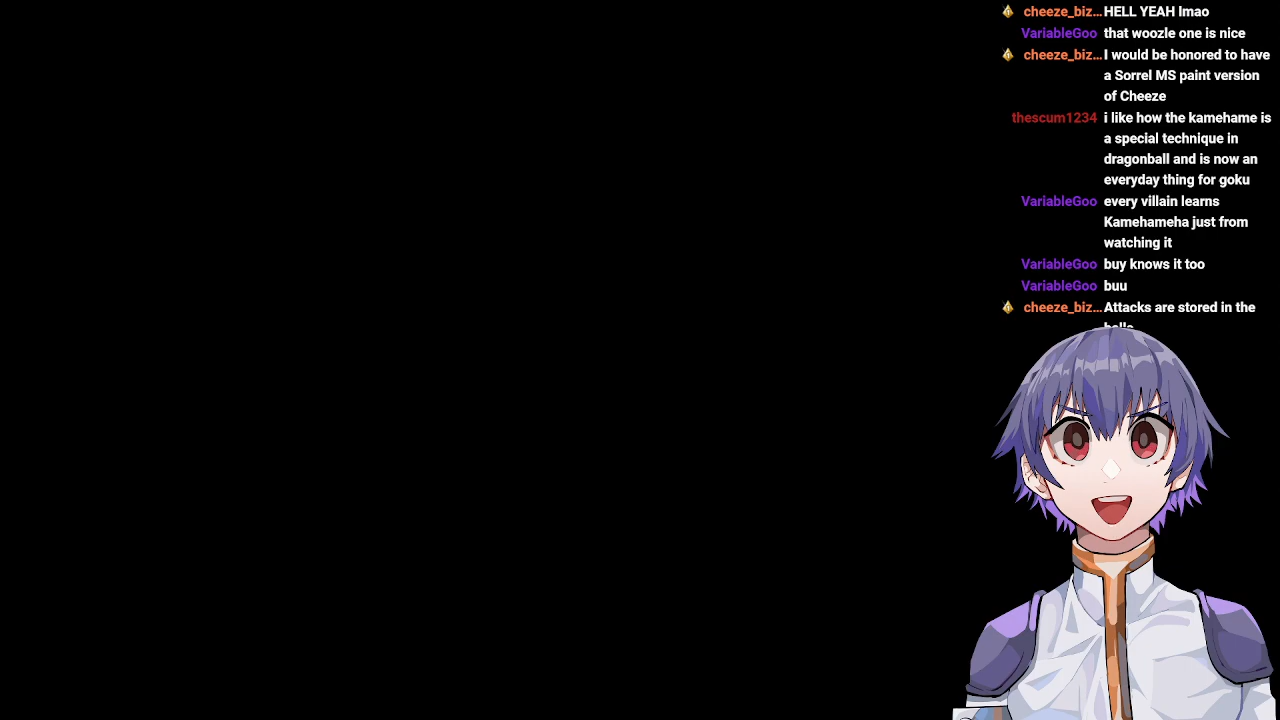 cheeze_biz... HELL YEAH lmao
VariableGoo that woozle one is nice
cheeze_biz... I would be honored to have
a Sorrel MS paint version
of Cheeze
thescum1234 i like how the kamehame is
a special technique in
dragonball and is now an
everyday thing for goku
VariableGoo every villain learns
Kamehameha just from
watching it
VariableGoo buy knows it too
VariableGoo buu
cheeze_biz... Attacks are stored in the